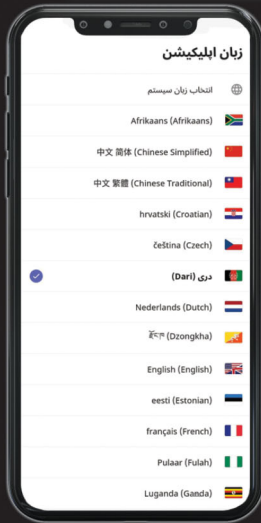 زبان اپلیکیشن
انتخاب زبان سیستم
Afrikaans (Afrikaans)
中文 简体 (Chinese Simplified)
中文 繁體 (Chinese Traditional)
hrvatski (Croatian)
čeština (Czech)
دری (Dari)
Nederlands (Dutch)
རྫོང་ཁ (Dzongkha)
English (English)
eesti (Estonian)
français (French)
Pulaar (Fulah)
Luganda (Ganda)